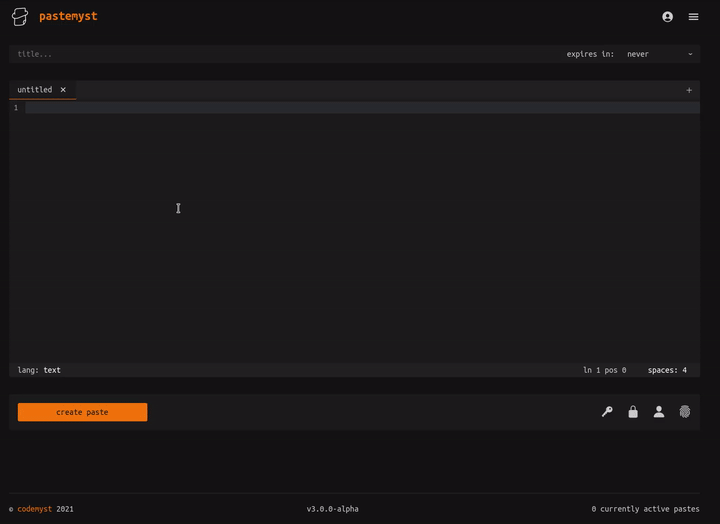 pastemyst
title... expires in: never
untitled
1
lang: text ln 1 pos 0 spaces: 4
create paste
© codemyst 2021 v3.0.0-alpha 0 currently active pastes